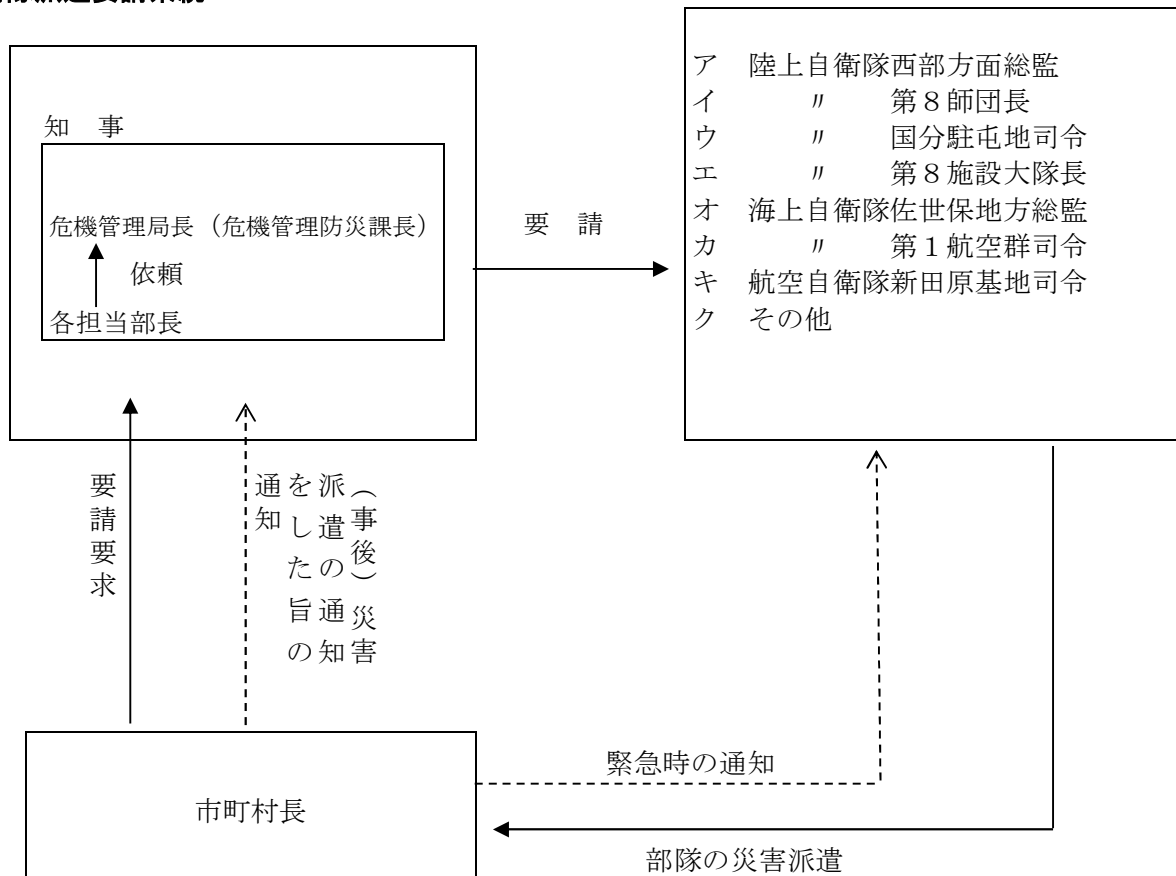 知　事
危機管理局長（危機管理防災課長）
依頼
各担当部長
要　請
ア　陸上自衛隊西部方面総監
イ　　　〃　　　第８師団長
ウ　　　〃　　　国分駐屯地司令
エ　　　〃　　　第８施設大隊長
オ　海上自衛隊佐世保地方総監
カ　　　〃　　　第１航空群司令
キ　航空自衛隊新田原基地司令
ク　その他
要請要求
（事後）災害
派遣の通知
をした旨の
通知
緊急時の通知
市町村長
部隊の災害派遣